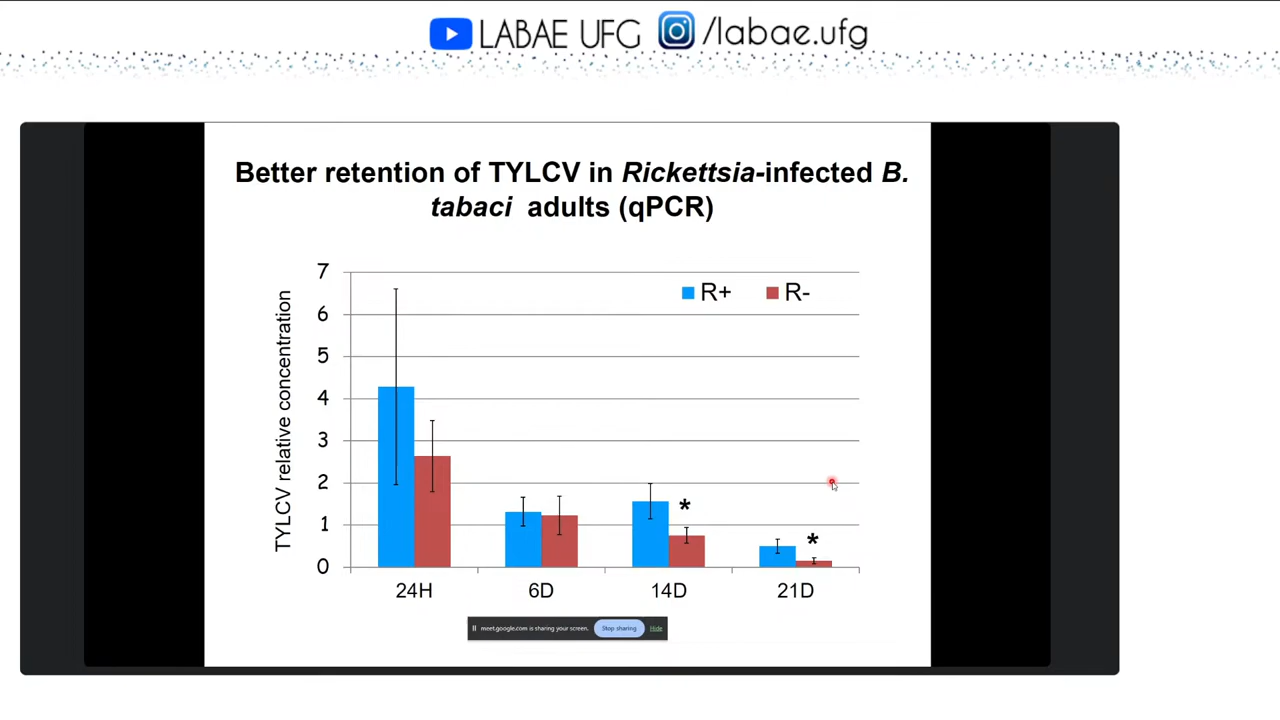 LABAE UFG /labae.ufg
Better retention of TYLCV in Rickettsia-infected B.
tabaci adults (qPCR)
R+ R-
TYLCV relative concentration
7
6
5
4
3
2
1
0
*
*
24H 6D 14D 21D
meet.google.com is sharing your screen. Stop sharing Hide